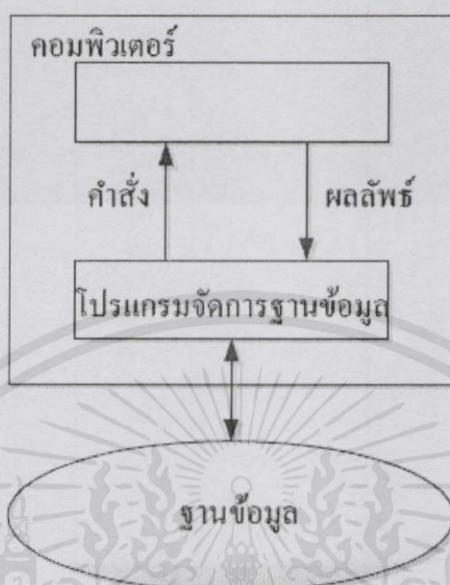 คอมพิวเตอร์
คำสั่ง
ผลลัพธ์
โปรแกรมจัดการฐานข้อมูล
ฐานข้อมูล